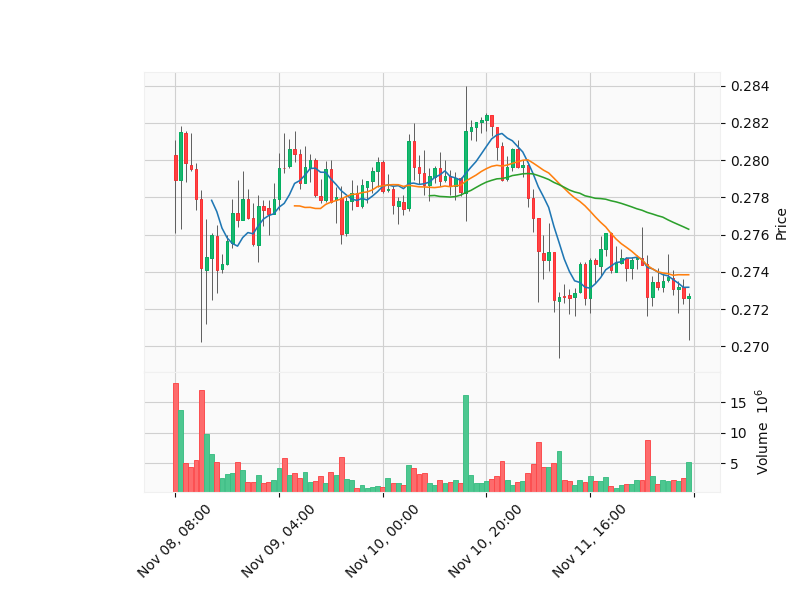 0.284
0.282
0.280
0.278
0.276
0.274
0.272
0.270
Price
15
10
5
Volume 10⁶
Nov 08, 08:00
Nov 09, 04:00
Nov 10, 00:00
Nov 10, 20:00
Nov 11, 16:00